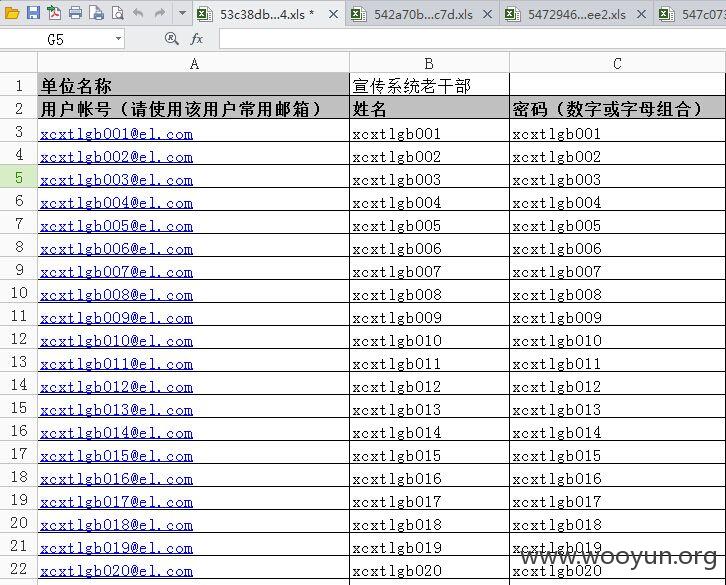 53c38db...4.xls *
542a70b...c7d.xls
5472946...ee2.xls
547c073
G5
fx
A B C
1 单位名称 宣传系统老干部
2 用户帐号（请使用该用户常用邮箱） 姓名 密码（数字或字母组合）
3 xcxtlgb001@el.com xcxtlgb001 xcxtlgb001
4 xcxtlgb002@el.com xcxtlgb002 xcxtlgb002
5 xcxtlgb003@el.com xcxtlgb003 xcxtlgb003
6 xcxtlgb004@el.com xcxtlgb004 xcxtlgb004
7 xcxtlgb005@el.com xcxtlgb005 xcxtlgb005
8 xcxtlgb006@el.com xcxtlgb006 xcxtlgb006
9 xcxtlgb007@el.com xcxtlgb007 xcxtlgb007
10 xcxtlgb008@el.com xcxtlgb008 xcxtlgb008
11 xcxtlgb009@el.com xcxtlgb009 xcxtlgb009
12 xcxtlgb010@el.com xcxtlgb010 xcxtlgb010
13 xcxtlgb011@el.com xcxtlgb011 xcxtlgb011
14 xcxtlgb012@el.com xcxtlgb012 xcxtlgb012
15 xcxtlgb013@el.com xcxtlgb013 xcxtlgb013
16 xcxtlgb014@el.com xcxtlgb014 xcxtlgb014
17 xcxtlgb015@el.com xcxtlgb015 xcxtlgb015
18 xcxtlgb016@el.com xcxtlgb016 xcxtlgb016
19 xcxtlgb017@el.com xcxtlgb017 xcxtlgb017
20 xcxtlgb018@el.com xcxtlgb018 xcxtlgb018
21 xcxtlgb019@el.com xcxtlgb019 xcxtlgb019
22 xcxtlgb020@el.com xcxtlgb020 xcxtlgb020
www.wooyun.org